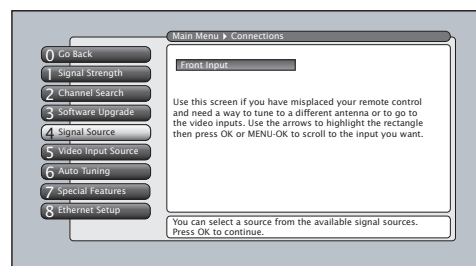 Main Menu ▸ Connections
0 Go Back
1 Signal Strength
2 Channel Search
3 Software Upgrade
4 Signal Source
5 Video Input Source
6 Auto Tuning
7 Special Features
8 Ethernet Setup
Front Input
Use this screen if you have misplaced your remote control
and need a way to tune to a different antenna or to go to
the video inputs. Use the arrows to highlight the rectangle
then press OK or MENU-OK to scroll to the input you want.
You can select a source from the available signal sources.
Press OK to continue.